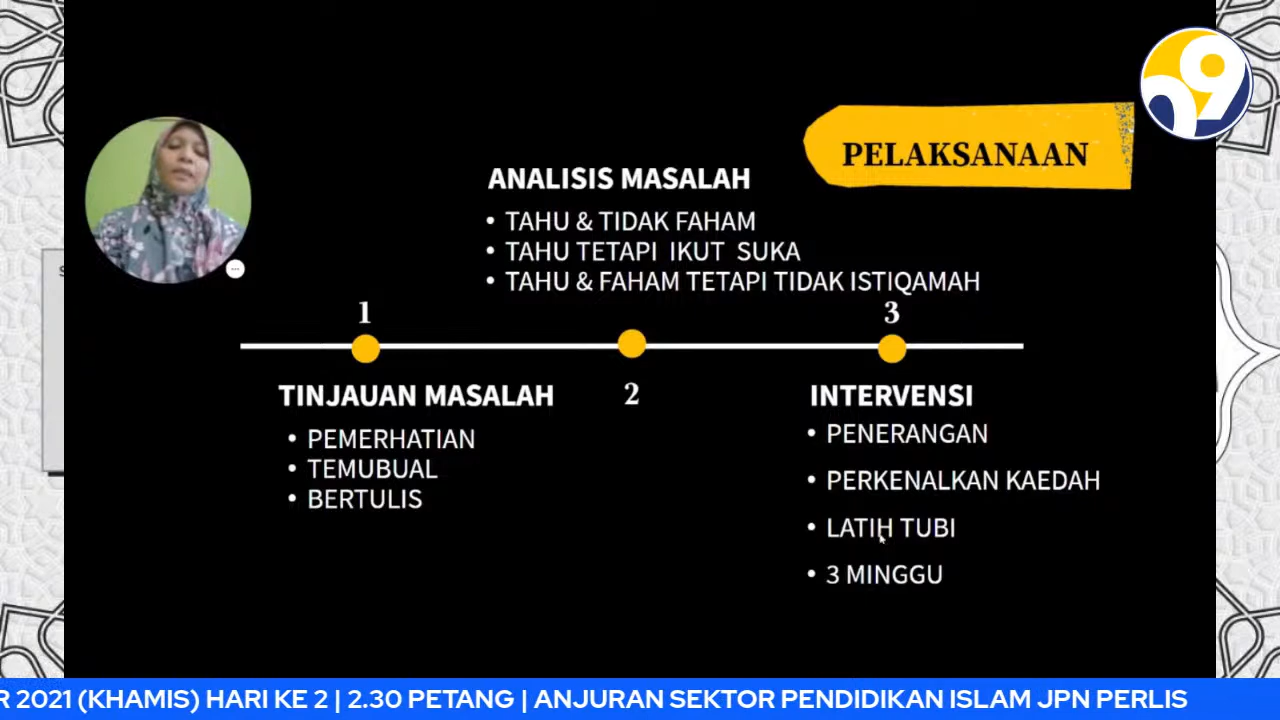 PELAKSANAAN
ANALISIS MASALAH
• TAHU & TIDAK FAHAM
• TAHU TETAPI IKUT SUKA
• TAHU & FAHAM TETAPI TIDAK ISTIQAMAH
1
3
TINJAUAN MASALAH
2
INTERVENSI
• PEMERHATIAN
• TEMUBUAL
• BERTULIS
• PENERANGAN
• PERKENALKAN KAEDAH
• LATIH TUBI
• 3 MINGGU
R 2021 (KHAMIS) HARI KE 2 | 2.30 PETANG | ANJURAN SEKTOR PENDIDIKAN ISLAM JPN PERLIS